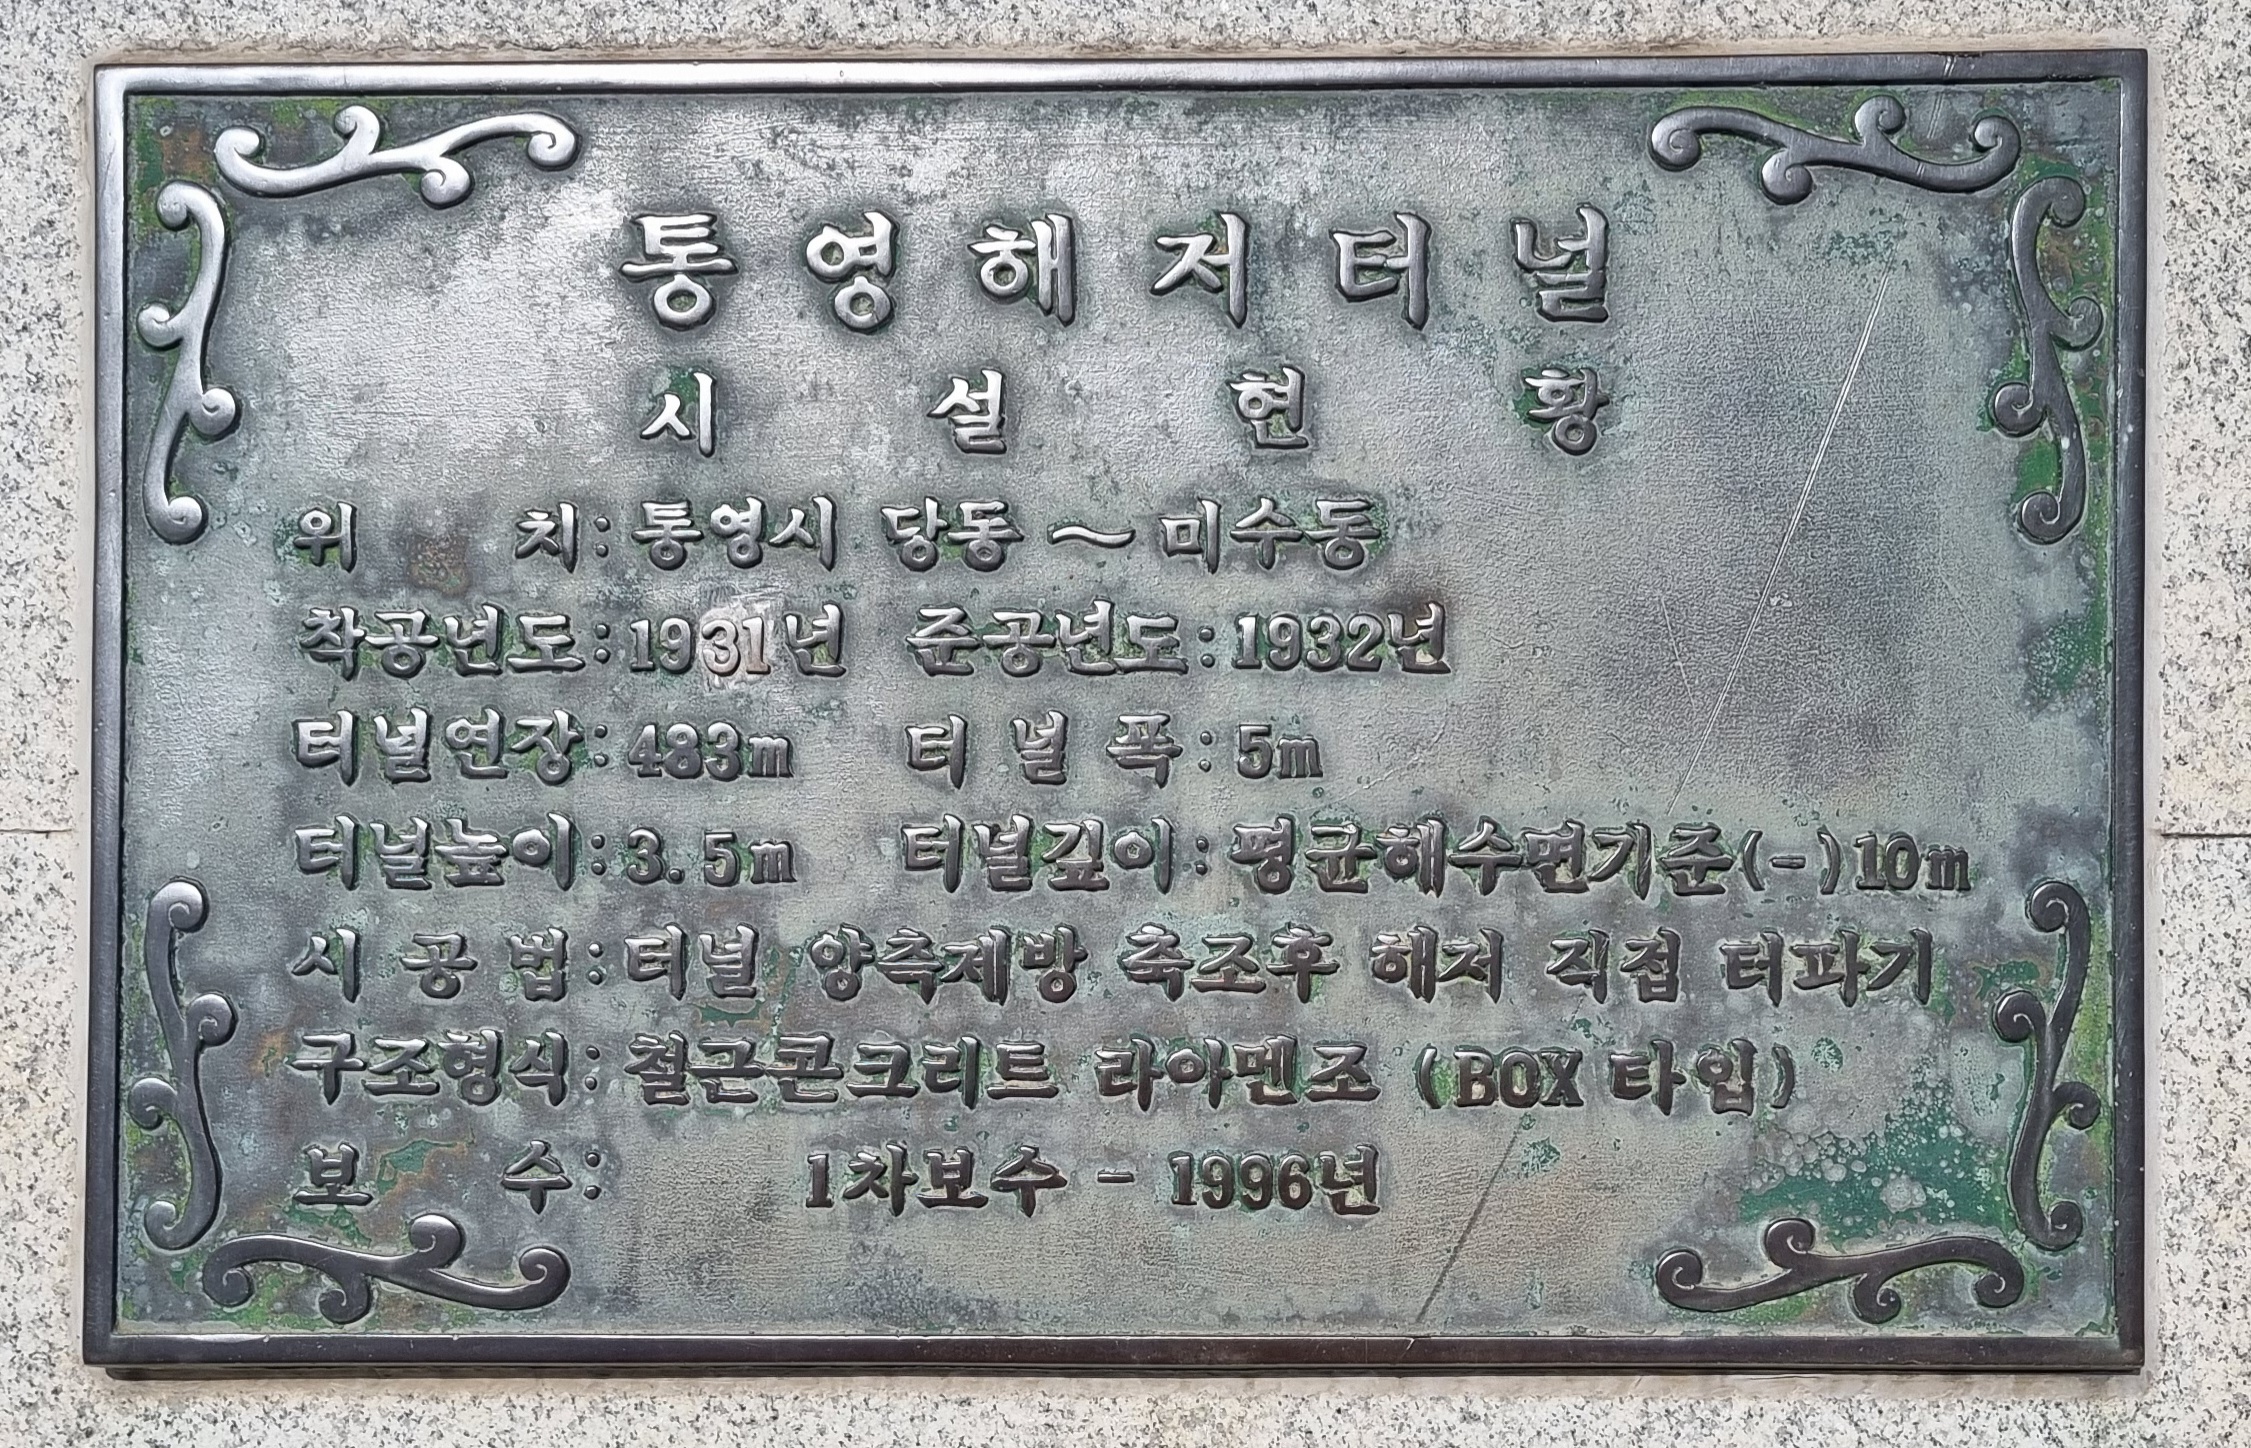 통영해저터널
시설현황
위 치: 통영시 당동 ~ 미수동
착공년도: 1931년 준공년도: 1932년
터널연장: 483m 터 널 폭: 5m
터널높이: 3.5m 터널깊이: 평균해수면기준(-)10m
시 공 법: 터널 양측제방 축조후 해저 직접 터파기
구조형식: 철근콘크리트 라아멘조 (BOX 타입)
보 수: 1차보수 - 1996년